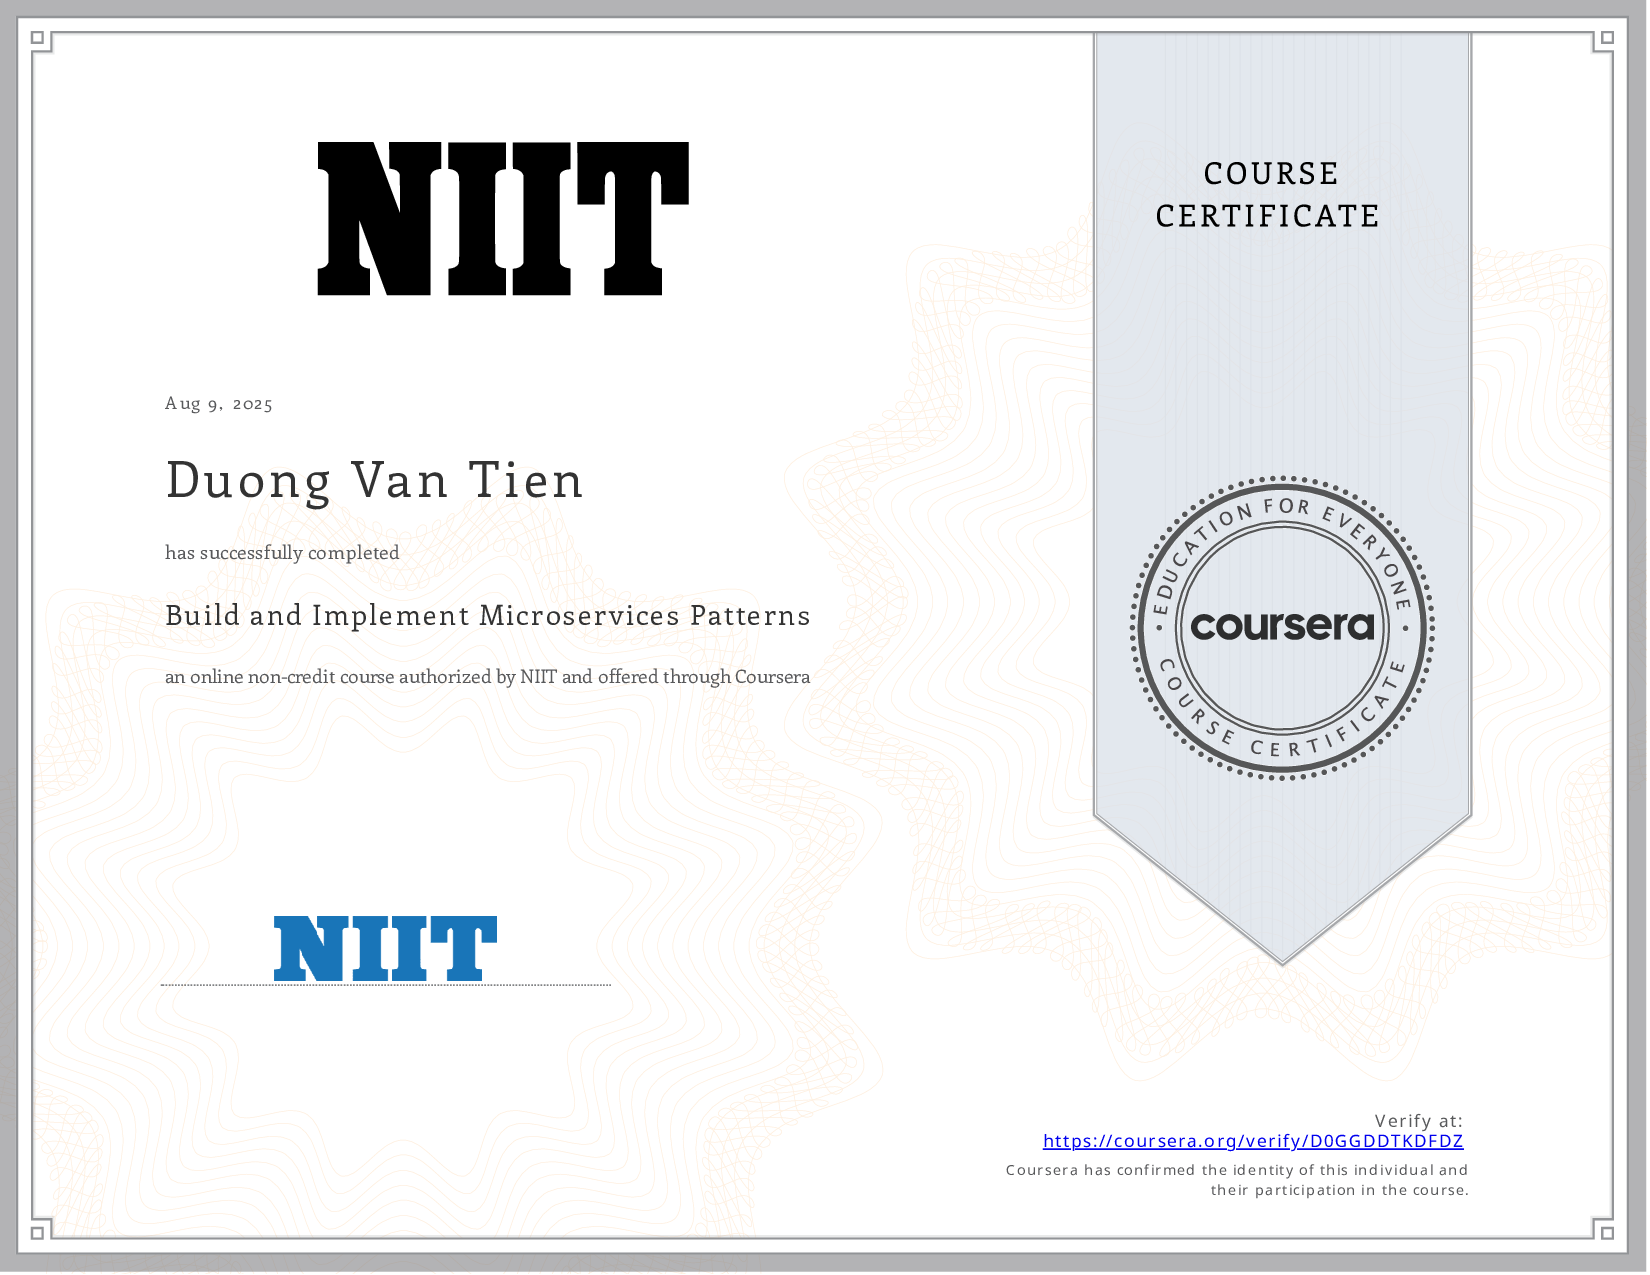 NIIT
COURSE
CERTIFICATE
Aug 9, 2025
Duong Van Tien
has successfully completed
Build and Implement Microservices Patterns
an online non-credit course authorized by NIIT and offered through Coursera
EDUCATION FOR EVERYONE
coursera
COURSE CERTIFICATE
NIIT
Verify at:
https://coursera.org/verify/D0GGDDTKDFDZ
Coursera has confirmed the identity of this individual and
their participation in the course.